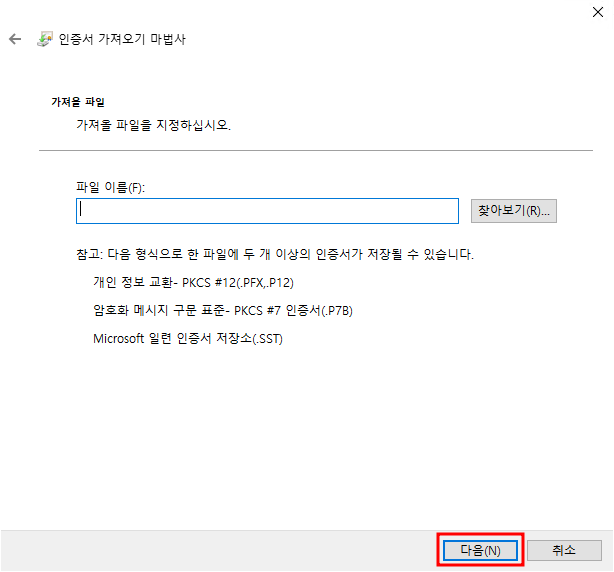 인증서 가져오기 마법사
가져올 파일
가져올 파일을 지정하십시오.
파일 이름(F):
찾아보기(R)...
참고: 다음 형식으로 한 파일에 두 개 이상의 인증서가 저장될 수 있습니다.
개인 정보 교환- PKCS #12(.PFX,.P12)
암호화 메시지 구문 표준- PKCS #7 인증서(.P7B)
Microsoft 일련 인증서 저장소(.SST)
다음(N) 취소